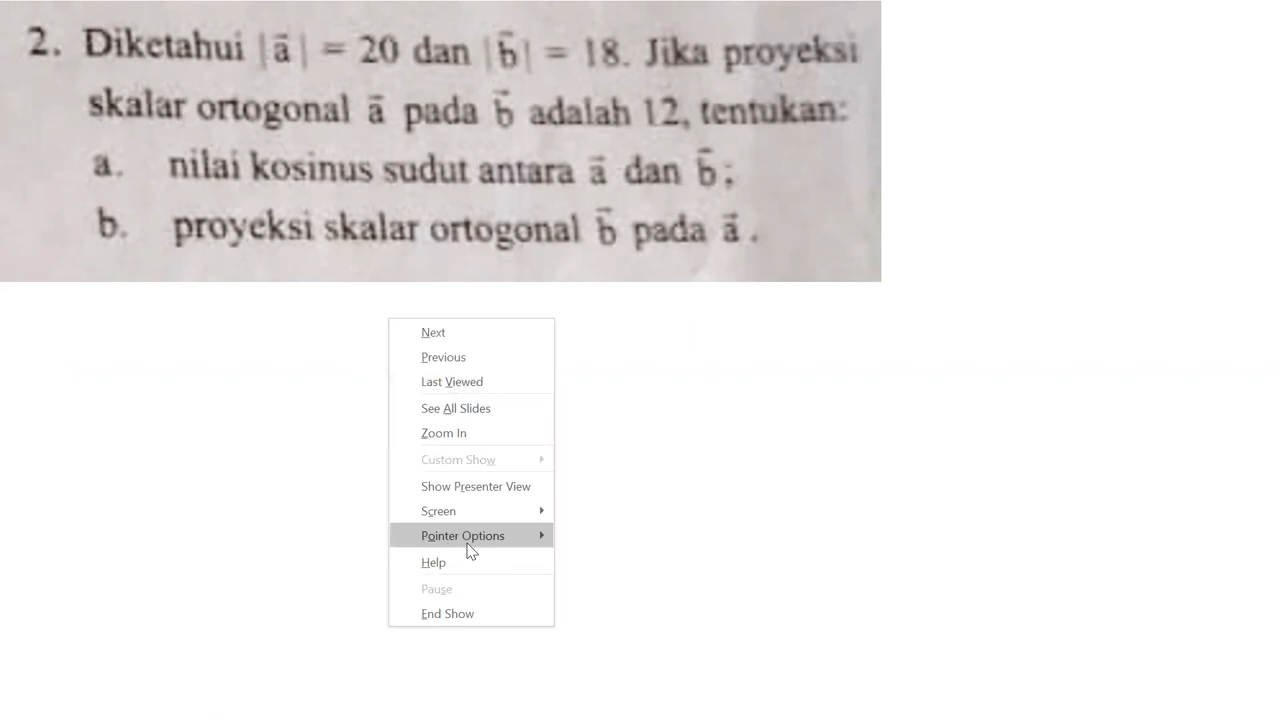 2. Diketahui |a⃗| = 20 dan |b⃗| = 18. Jika proyeksi
skalar ortogonal a⃗ pada b⃗ adalah 12, tentukan:
a. nilai kosinus sudut antara a⃗ dan b⃗;
b. proyeksi skalar ortogonal b⃗ pada a⃗.
Next
Previous
Last Viewed
See All Slides
Zoom In
Custom Show
Show Presenter View
Screen
Pointer Options
Help
Pause
End Show